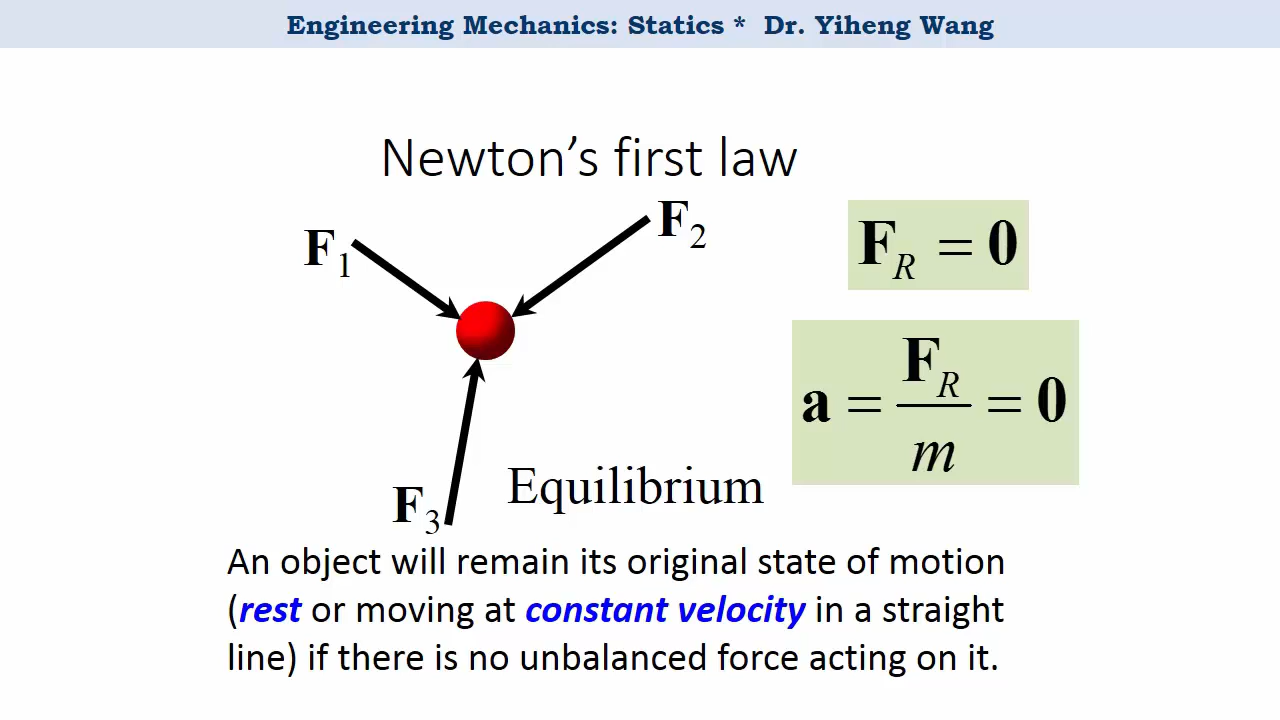 Engineering Mechanics: Statics * Dr. Yiheng Wang
Newton’s first law
F₁
F₂
F_R = 0
a = F_R / m = 0
F₃
Equilibrium
An object will remain its original state of motion
(rest or moving at constant velocity in a straight
line) if there is no unbalanced force acting on it.